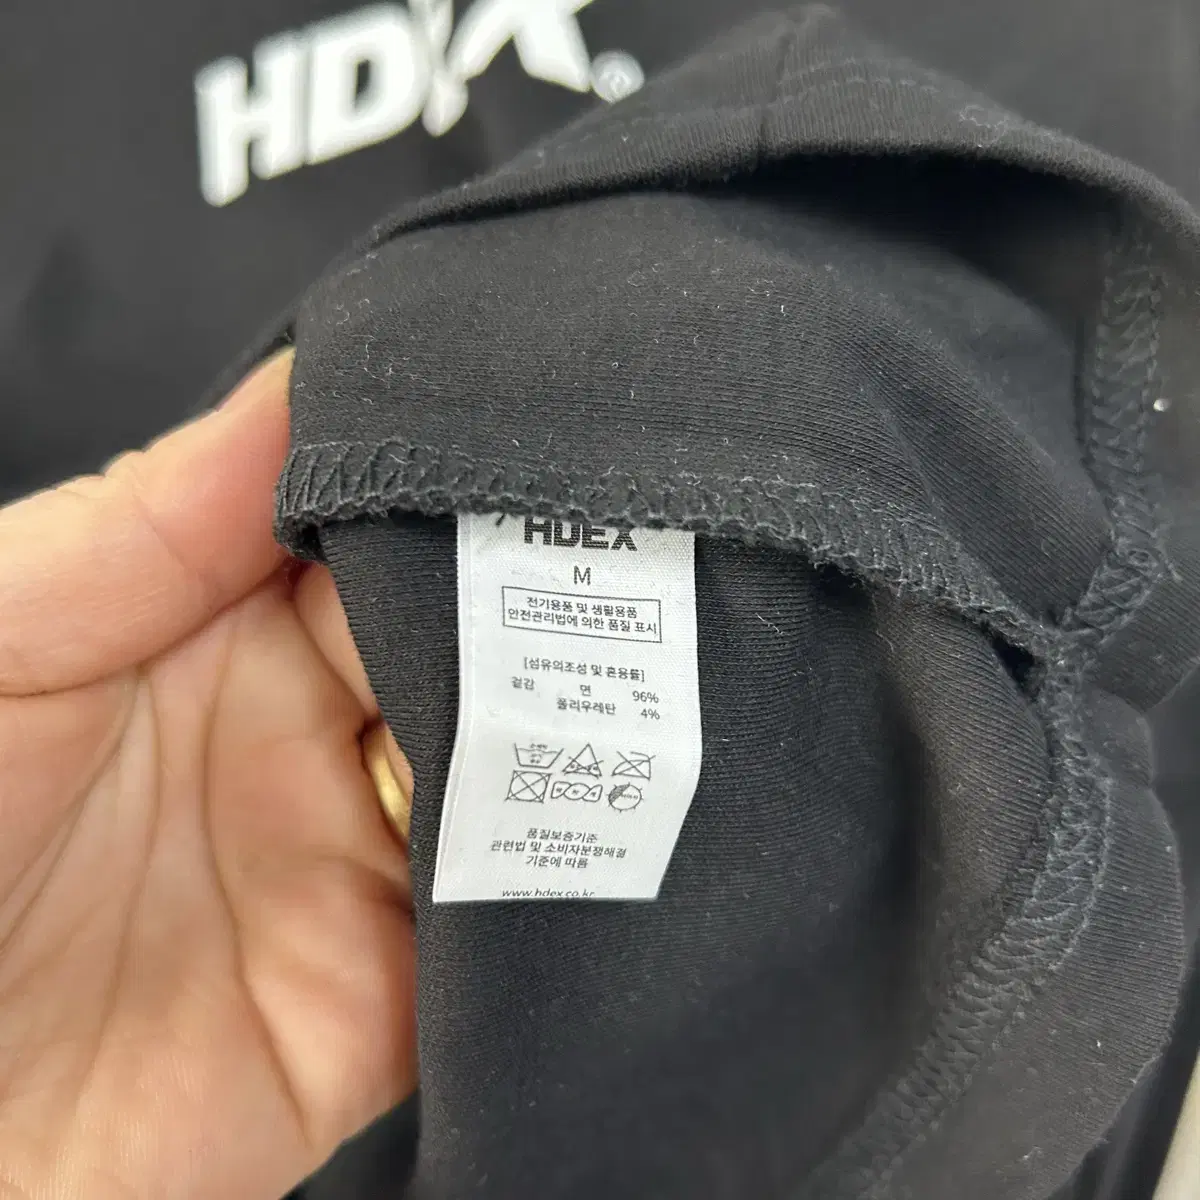 HDEX®
HDEX
M
전기용품 및 생활용품
안전관리법에 의한 품질 표시
[섬유의조성 및 혼용률]
겉감 면 96%
폴리우레탄 4%
품질보증기준
관련법 및 소비자분쟁해결
기준에 따름
www.hdex.co.kr